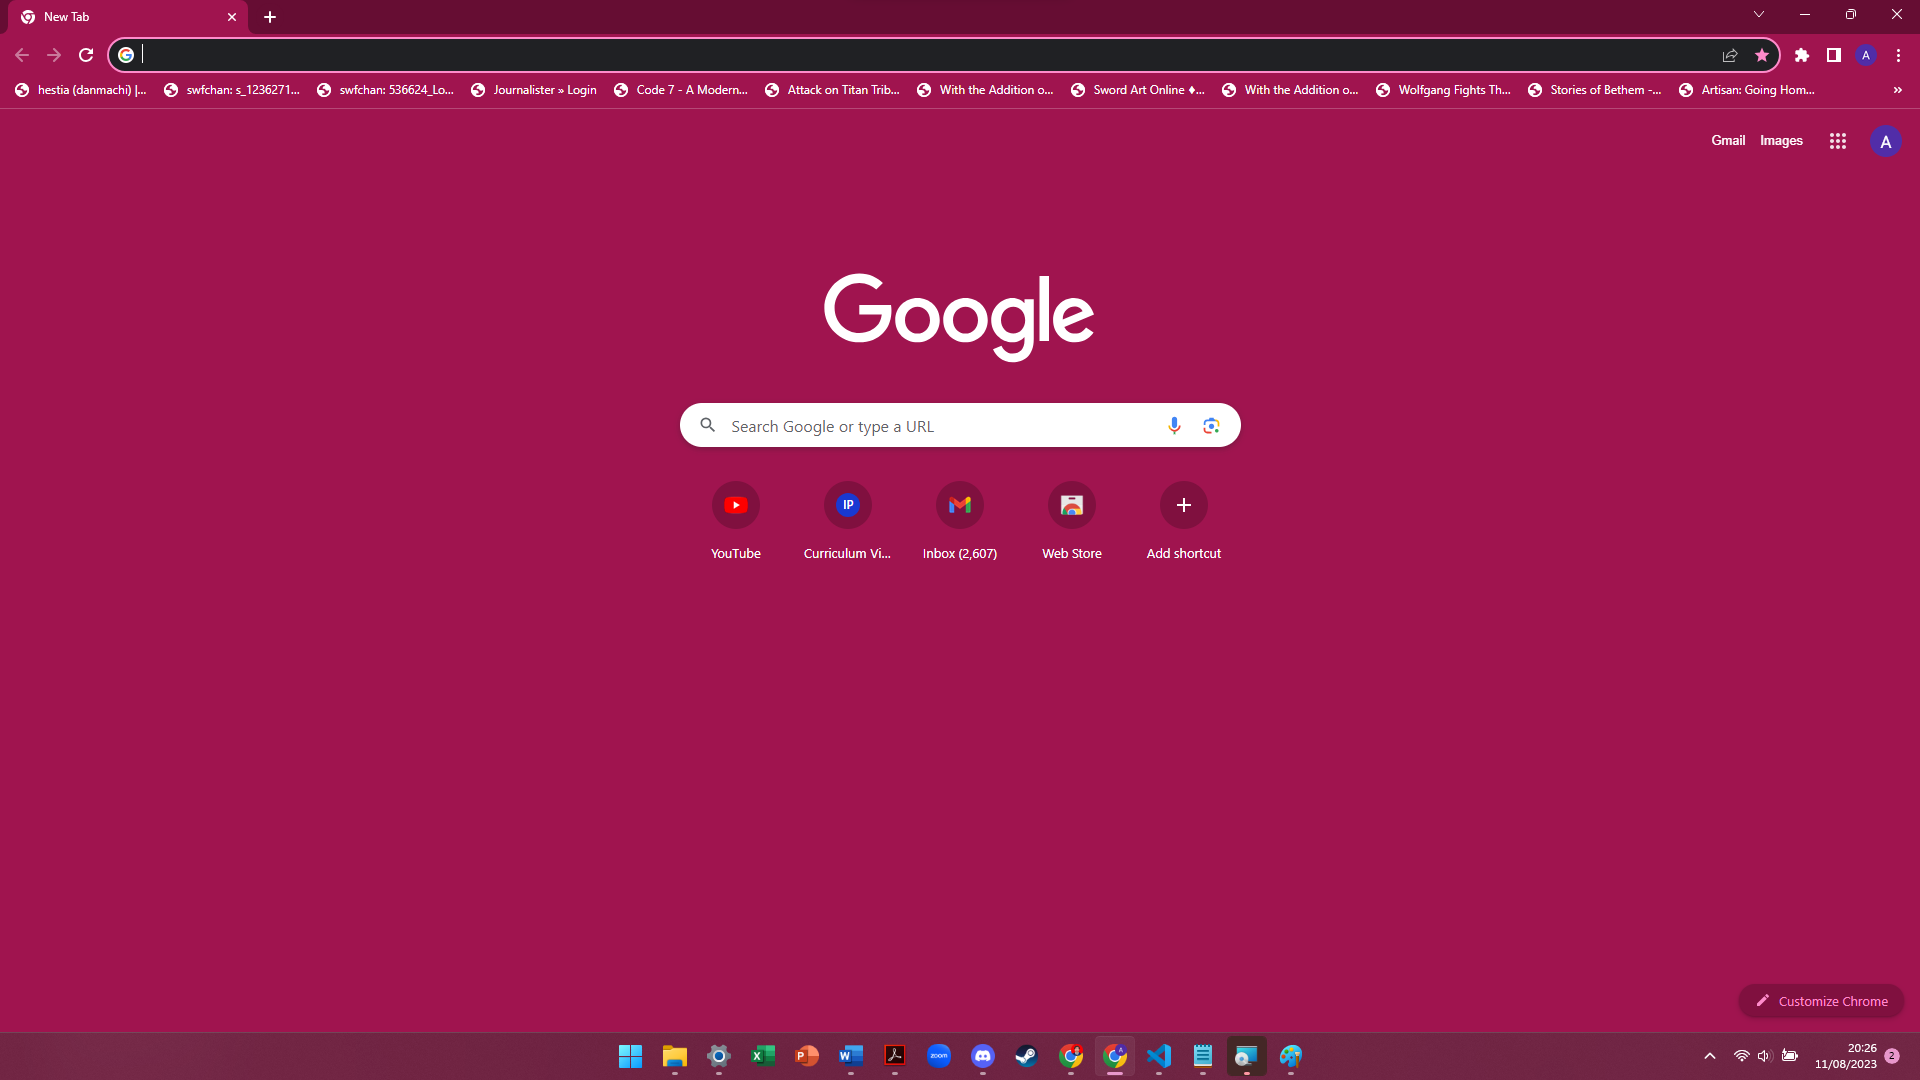 New Tab
hestia (danmachi) |...
swfchan: s_1236271...
swfchan: 536624_Lo...
Journalister » Login
Code 7 - A Modern...
Attack on Titan Trib...
With the Addition o...
Sword Art Online ♦...
With the Addition o...
Wolfgang Fights Th...
Stories of Bethem -...
Artisan: Going Hom...
A
Gmail
Images
A
Google
Search Google or type a URL
IP
YouTube
Curriculum Vi...
Inbox (2,607)
Web Store
Add shortcut
Customize Chrome
zoom
20:26
11/08/2023
2